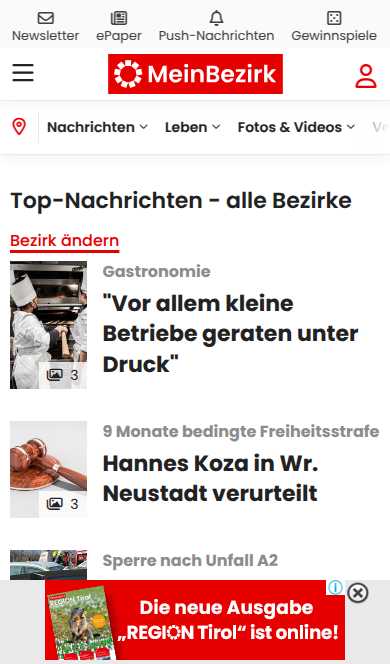 Newsletter ePaper Push-Nachrichten Gewinnspiele
MeinBezirk
Nachrichten Leben Fotos & Videos
Top-Nachrichten - alle Bezirke
Bezirk ändern
Gastronomie
"Vor allem kleine
Betriebe geraten unter
Druck"
3
9 Monate bedingte Freiheitsstrafe
Hannes Koza in Wr.
Neustadt verurteilt
3
Sperre nach Unfall A2
REGION Tirol
Die neue Ausgabe
„REGION Tirol“ ist online!